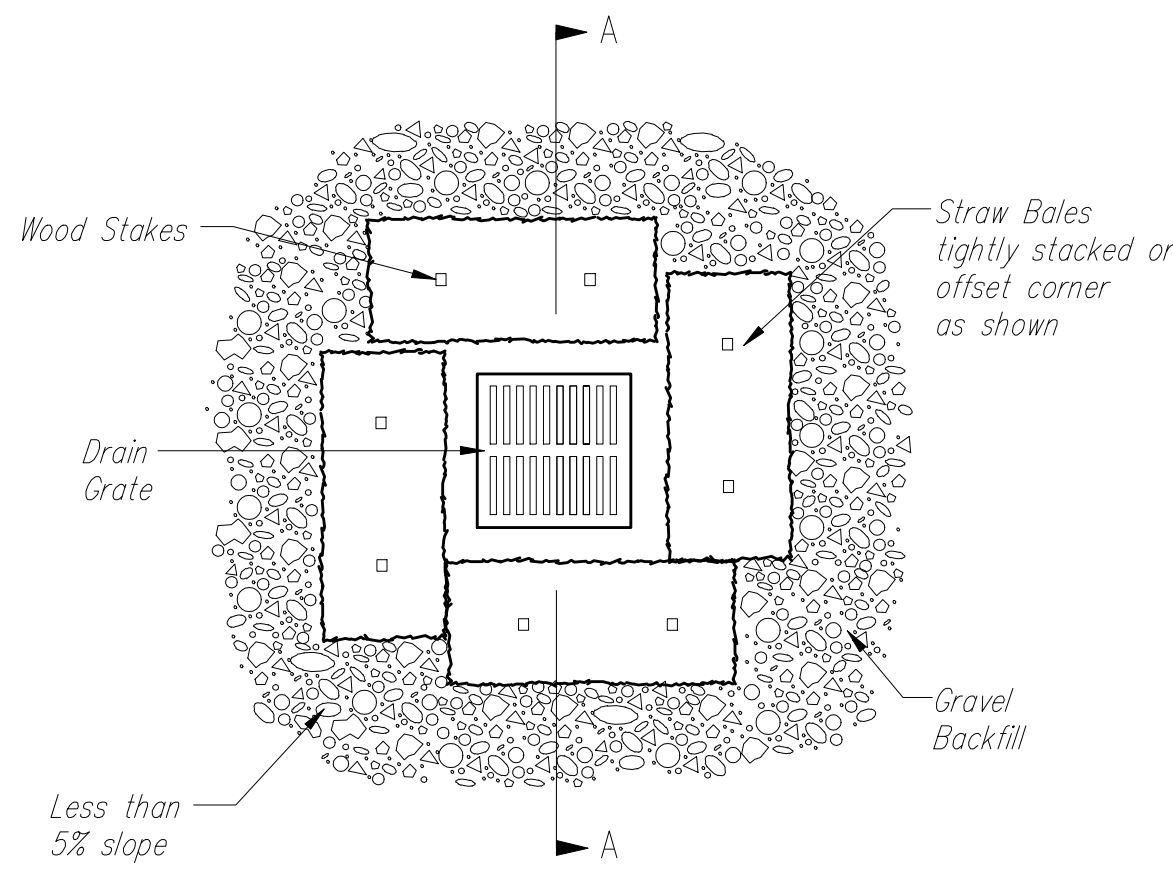 A
Wood Stakes
Straw Bales
tightly stacked or
offset corner
as shown
Drain
Grate
Gravel
Backfill
Less than
5% slope
A